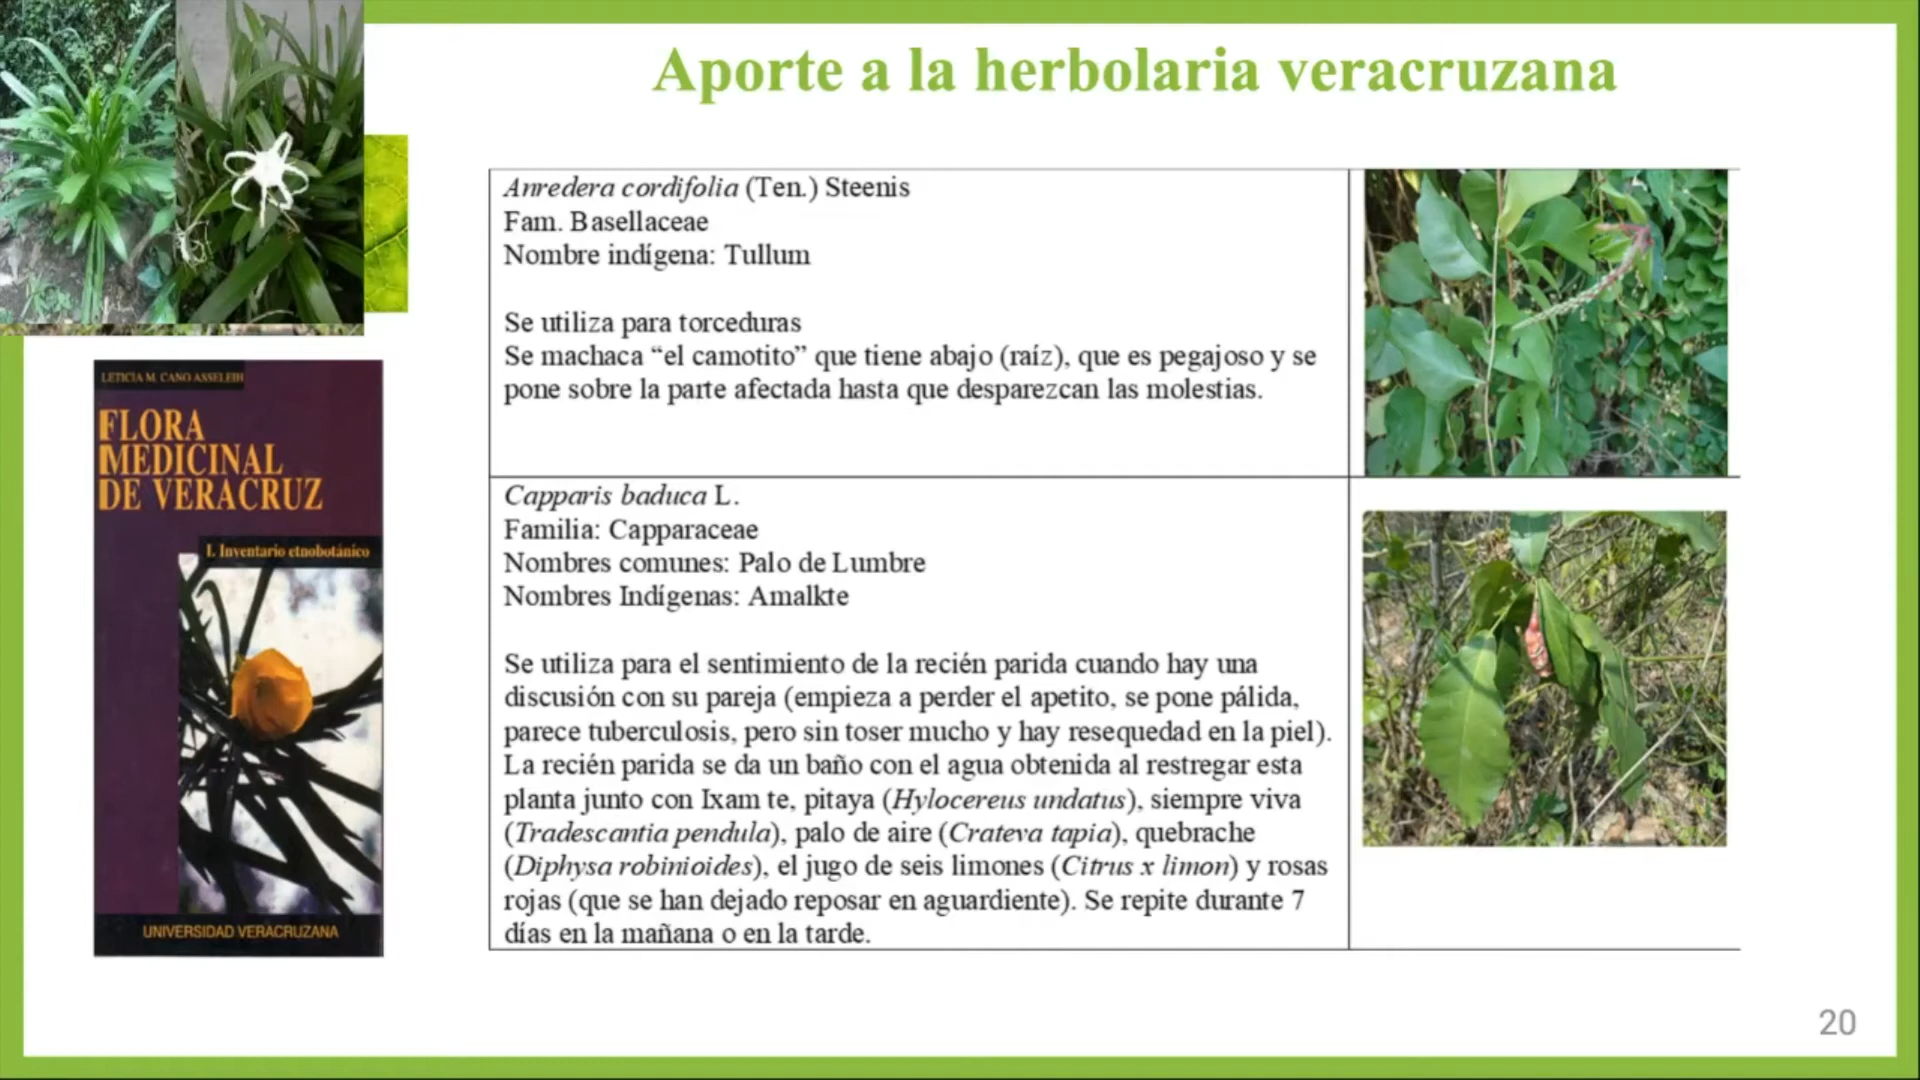 Aporte a la herbolaria veracruzana
LETICIA M. CANO ASSELEIH
FLORA
MEDICINAL
DE VERACRUZ
I. Inventario etnobotánico
UNIVERSIDAD VERACRUZANA
Anredera cordifolia (Ten.) Steenis
Fam. Basellaceae
Nombre indígena: Tullum
Se utiliza para torceduras
Se machaca “el camotito” que tiene abajo (raíz), que es pegajoso y se
pone sobre la parte afectada hasta que desparezcan las molestias.
Capparis baduca L.
Familia: Capparaceae
Nombres comunes: Palo de Lumbre
Nombres Indígenas: Amalkte
Se utiliza para el sentimiento de la recién parida cuando hay una
discusión con su pareja (empieza a perder el apetito, se pone pálida,
parece tuberculosis, pero sin toser mucho y hay resequedad en la piel).
La recién parida se da un baño con el agua obtenida al restregar esta
planta junto con Ixam te, pitaya (Hylocereus undatus), siempre viva
(Tradescantia pendula), palo de aire (Crateva tapia), quebrache
(Diphysa robinioides), el jugo de seis limones (Citrus x limon) y rosas
rojas (que se han dejado reposar en aguardiente). Se repite durante 7
días en la mañana o en la tarde.
20